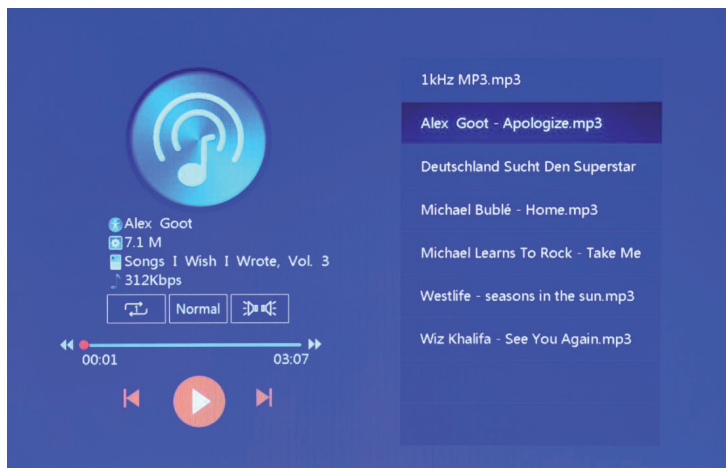 Alex Goot
7.1 M
Songs I Wish I Wrote, Vol. 3
312Kbps
1
Normal
00:01
03:07
1kHz MP3.mp3
Alex Goot - Apologize.mp3
Deutschland Sucht Den Superstar
Michael Bublé - Home.mp3
Michael Learns To Rock - Take Me
Westlife - seasons in the sun.mp3
Wiz Khalifa - See You Again.mp3